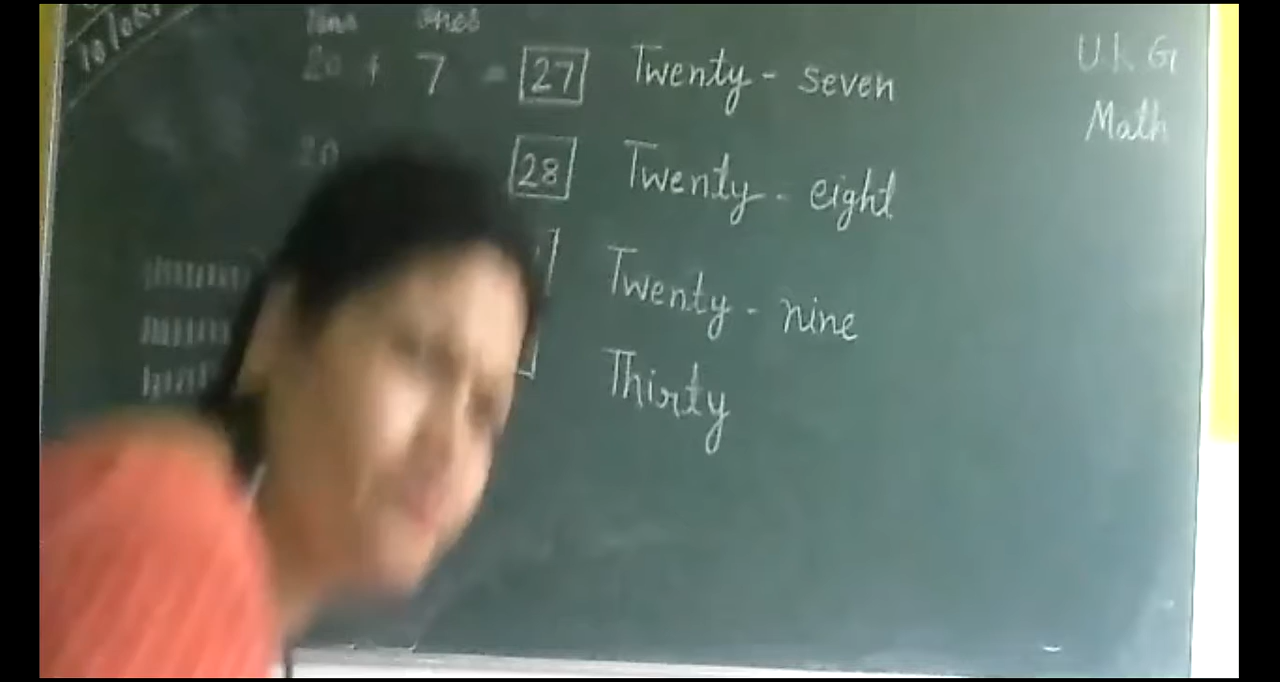 Tens Ones
20 + 7 = 27 Twenty - seven
20 28 Twenty - eight
Twenty - nine
Thirty
U.K.G
Math